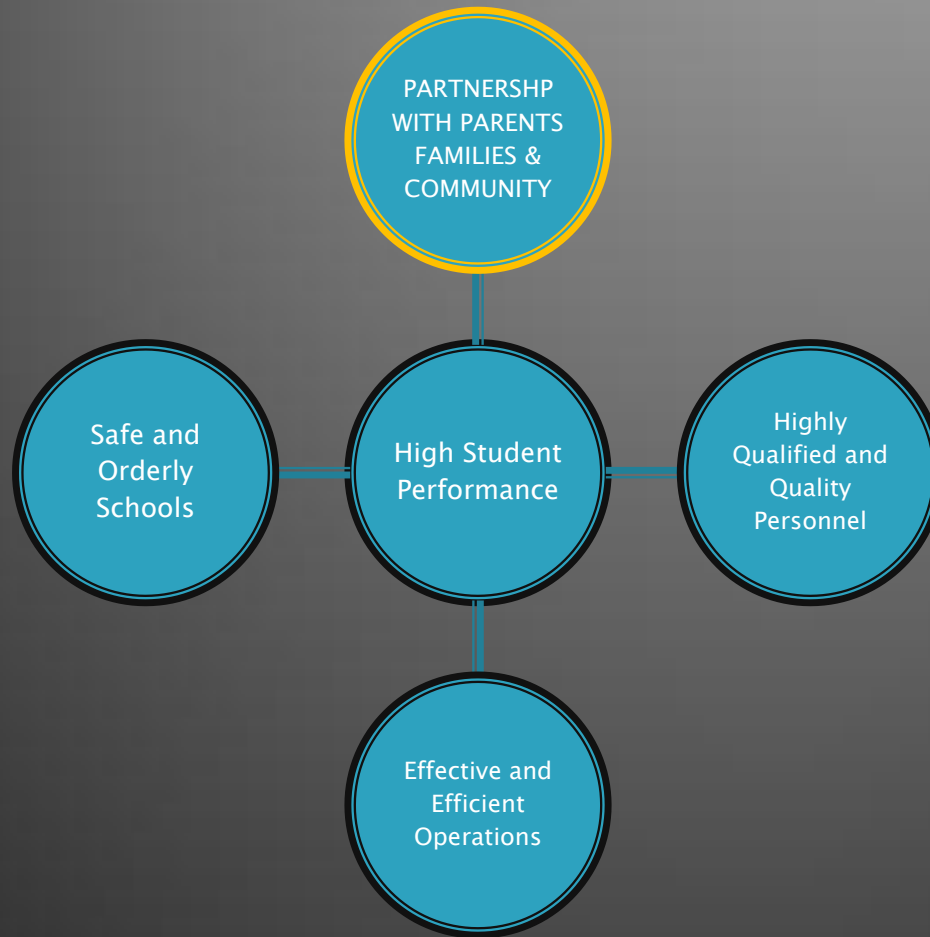 PARTNERSHP
WITH PARENTS
FAMILIES &
COMMUNITY
Safe and
Orderly
Schools
High Student
Performance
Highly
Qualified and
Quality
Personnel
Effective and
Efficient
Operations